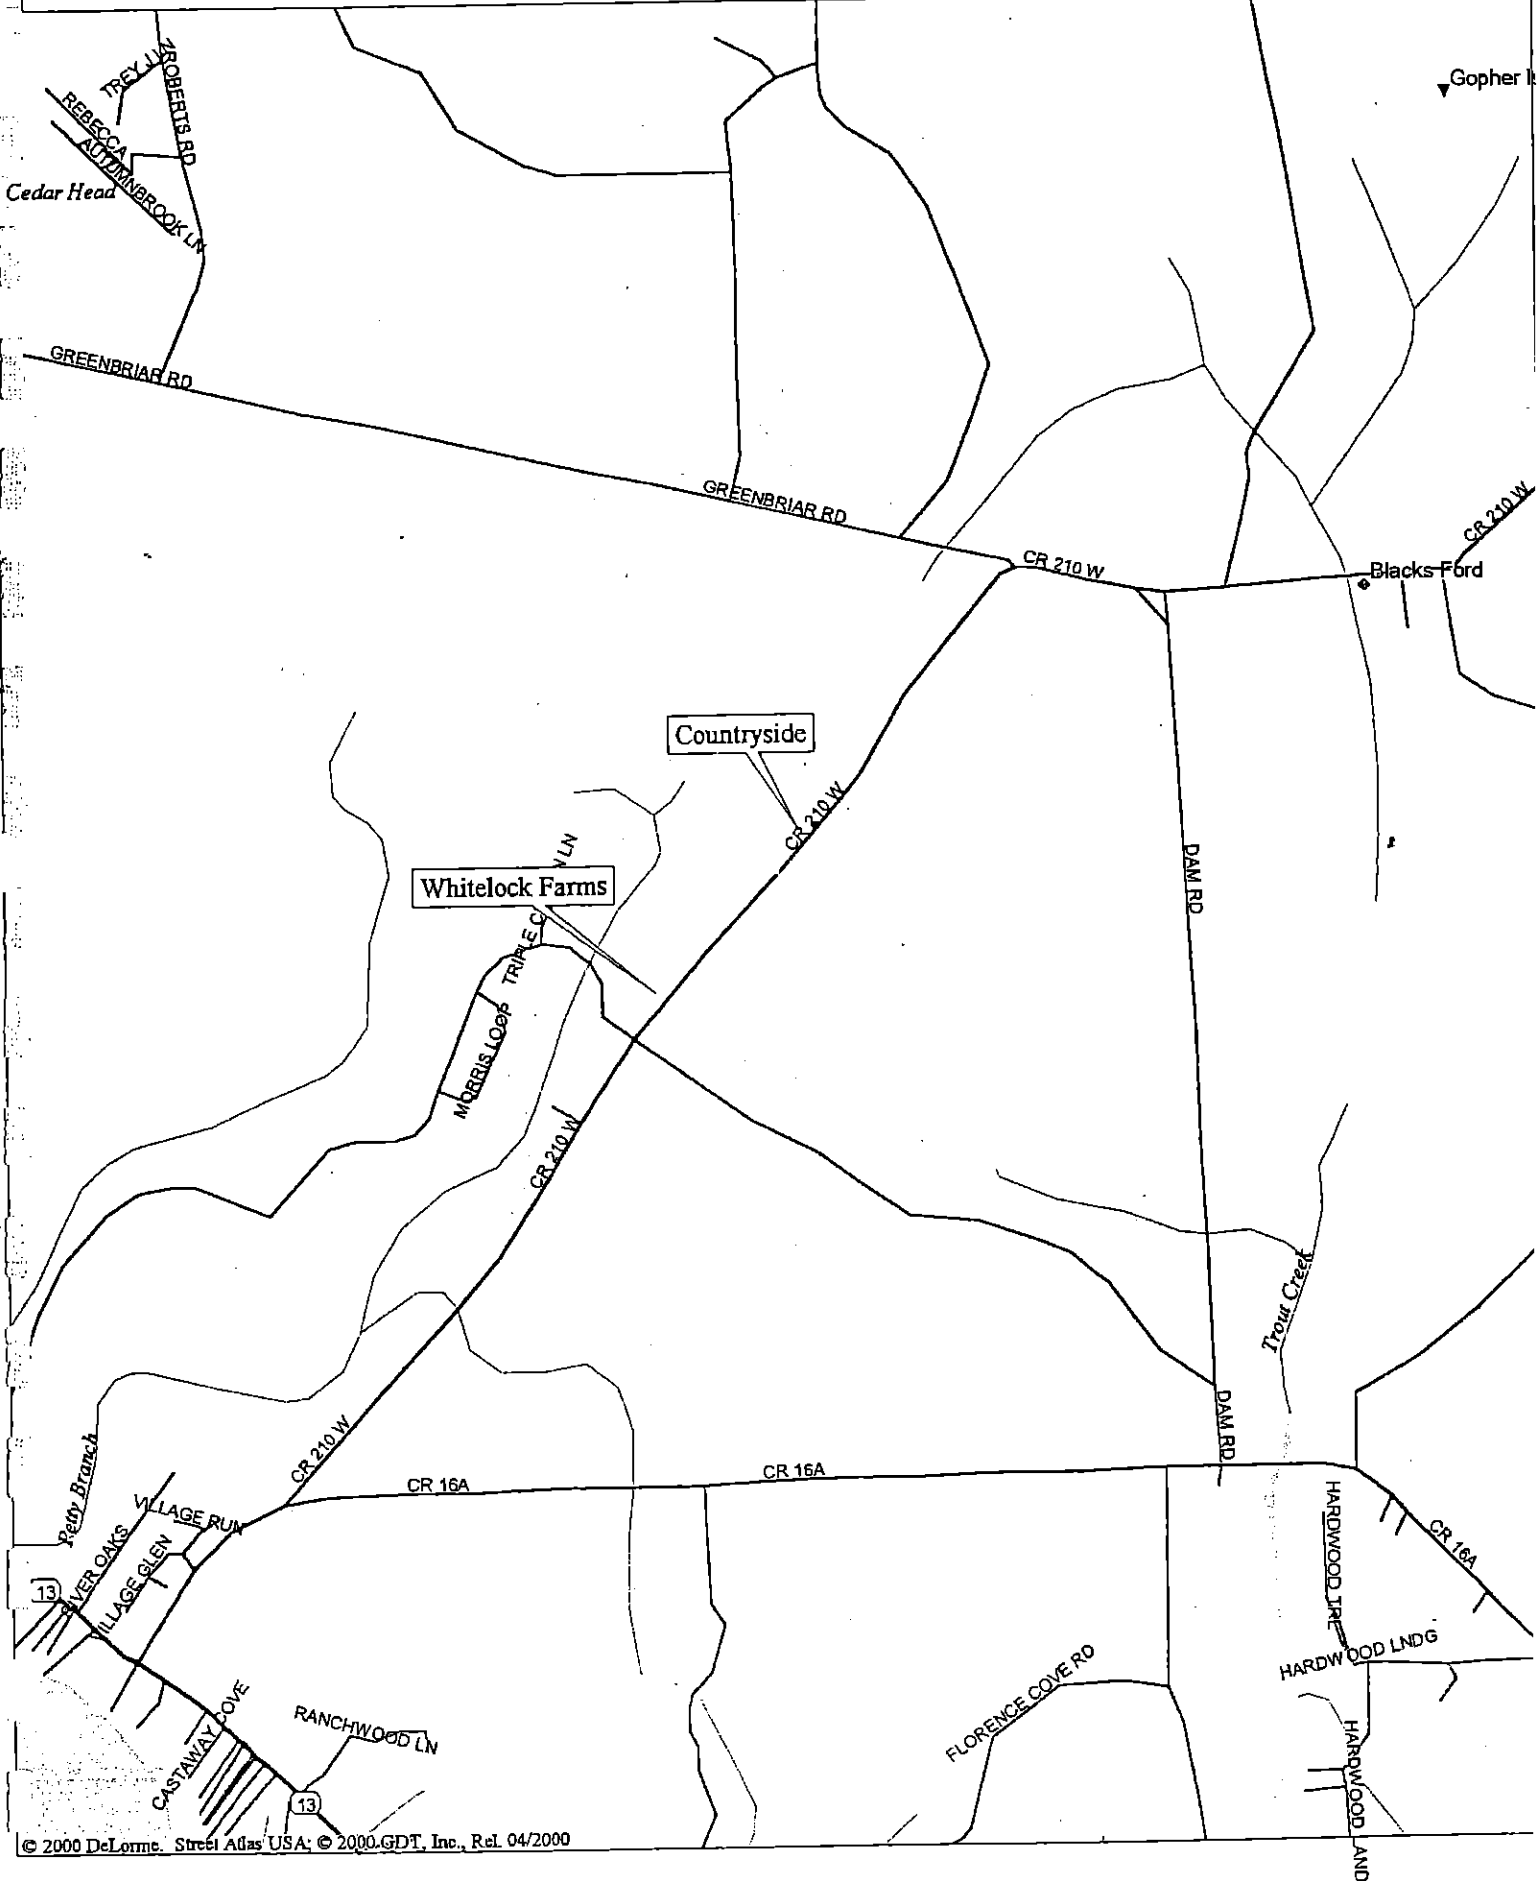 Gopher I
TREY
ZROBERTS RD
REBECCA
AUTUMNBROOK LN
Cedar Head
GREENBRIAR RD
GREENBRIAR RD
CR 210 W
CR 210 W
Blacks Ford
Countryside
CR 210 W
Whitelock Farms
N LN
TRIPLE C
DAM RD
MORRIS LOOP
CR 210 W
Trout Creek
DAM RD
CR 210 W
CR 16A
CR 16A
Petty Branch
VILLAGE RUN
RIVER OAKS
VILLAGE GLEN
13
HARDWOOD TRE
CR 16A
HARDWOOD LNDG
FLORENCE COVE RD
CASTAWAY COVE
RANCHWOOD LN
13
HARDWOOD LAND
© 2000 DeLorme. Street Atlas USA; © 2000 GDT, Inc., Rel. 04/2000